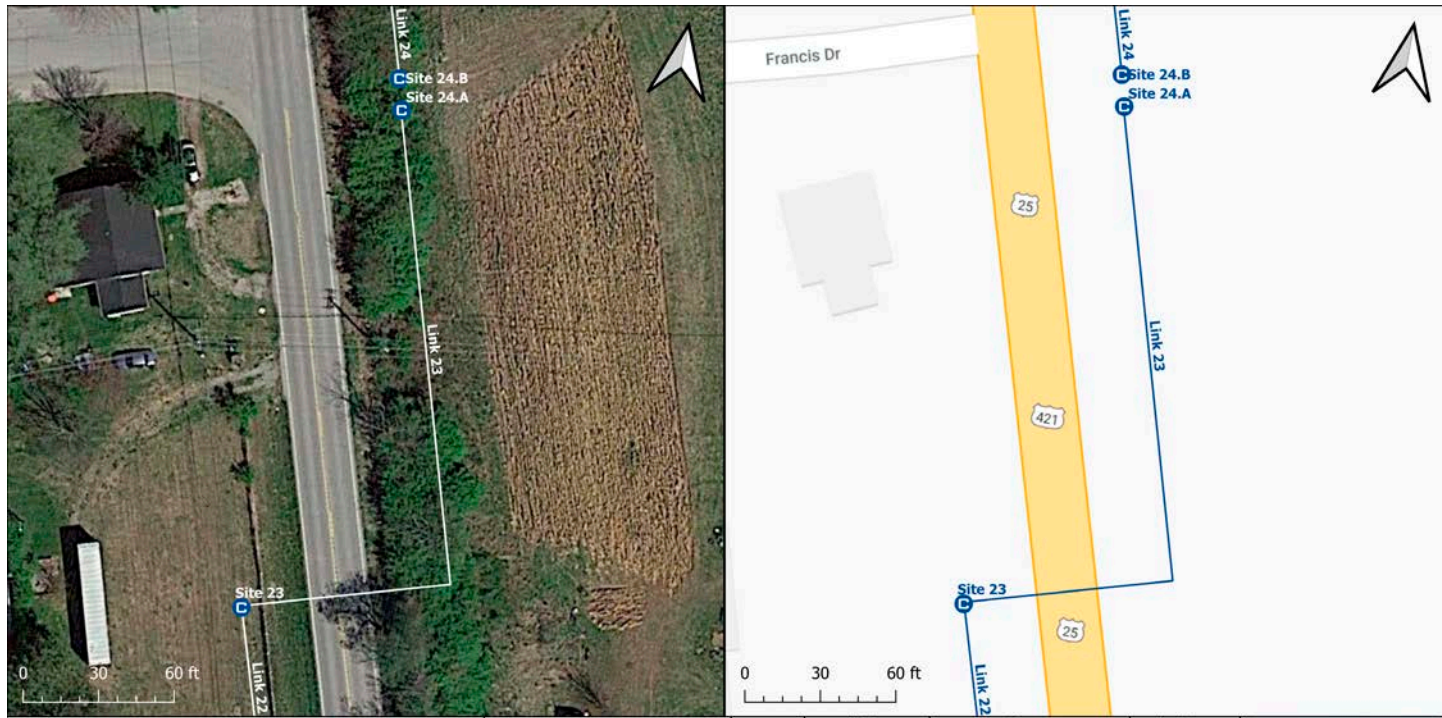 Link 24
C Site 24.B
Site 24.A
C
Link 23
Site 23
C
Link 22
0 30 60 ft
Francis Dr
Link 24
C Site 24.B
Site 24.A
C
25
Link 23
421
Site 23
C
25
Link 22
0 30 60 ft